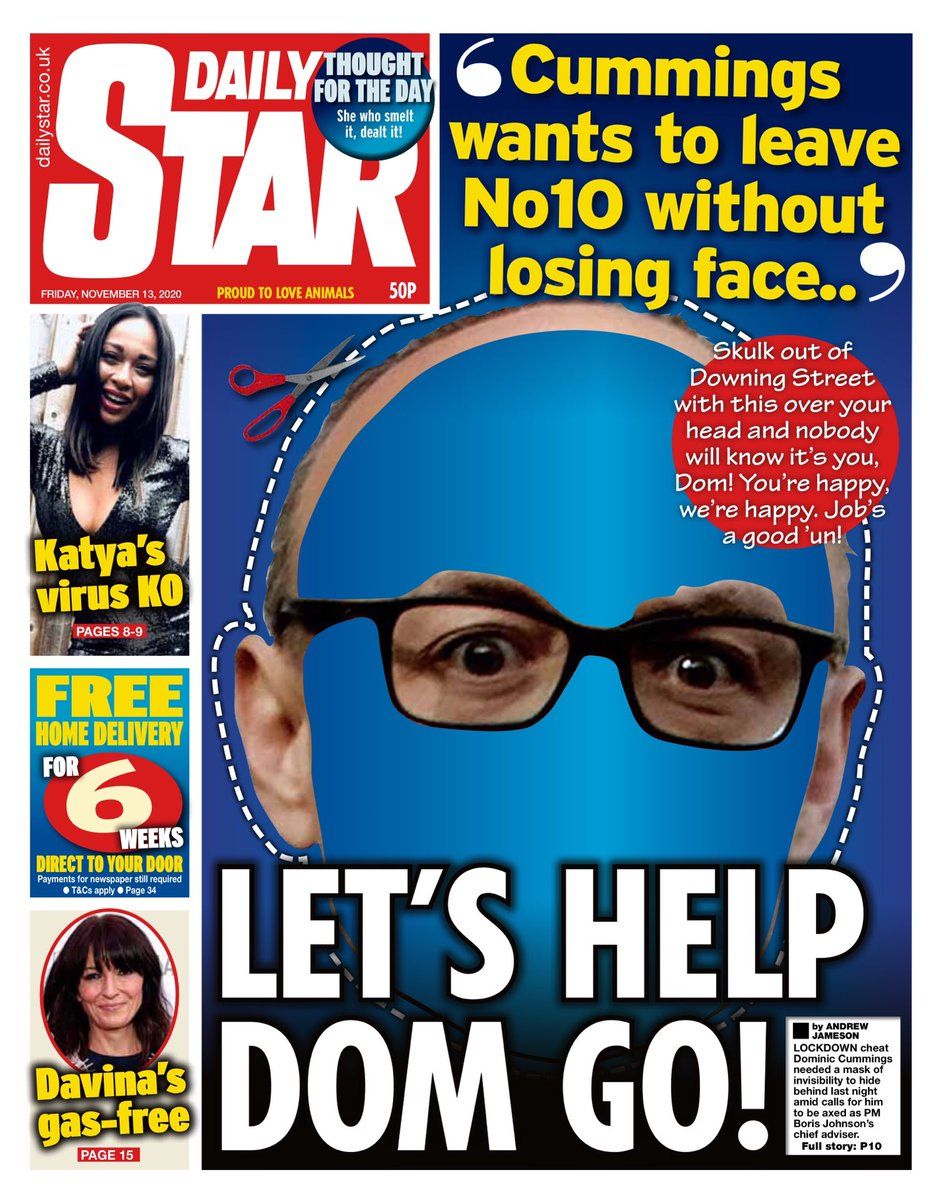 dailystar.co.uk
DAILY
STAR
THOUGHT
FOR THE DAY
She who smelt
it, dealt it!
FRIDAY, NOVEMBER 13, 2020
PROUD TO LOVE ANIMALS
50P
‘Cummings
wants to leave
No10 without
losing face..’
Skulk out of
Downing Street
with this over your
head and nobody
will know it’s you,
Dom! You’re happy,
we’re happy. Job’s
a good ’un!
Katya’s
virus KO
PAGES 8-9
FREE
HOME DELIVERY
FOR
6
WEEKS
DIRECT TO YOUR DOOR
Payments for newspaper still required
● T&Cs apply ● Page 34
Davina’s
gas-free
PAGE 15
LET’S HELP
DOM GO!
■ by ANDREW
JAMESON
LOCKDOWN cheat
Dominic Cummings
needed a mask of
invisibility to hide
behind last night
amid calls for him
to be axed as PM
Boris Johnson’s
chief adviser.
Full story: P10